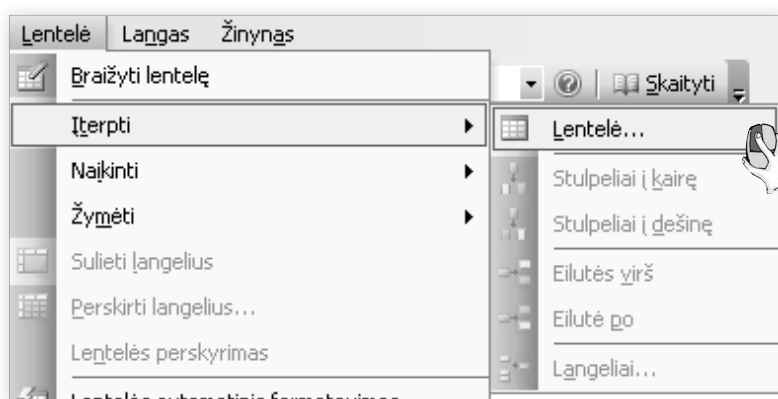 Lentelė Langas Žinynas
Braižyti lentelę
Skaityti
Įterpti
Lentelė...
Naikinti
Stulpeliai į kairę
Žymėti
Stulpeliai į dešinę
Sulieti langelius
Eilutės virš
Perskirti langelius...
Eilutė po
Lentelės perskyrimas
Langeliai...